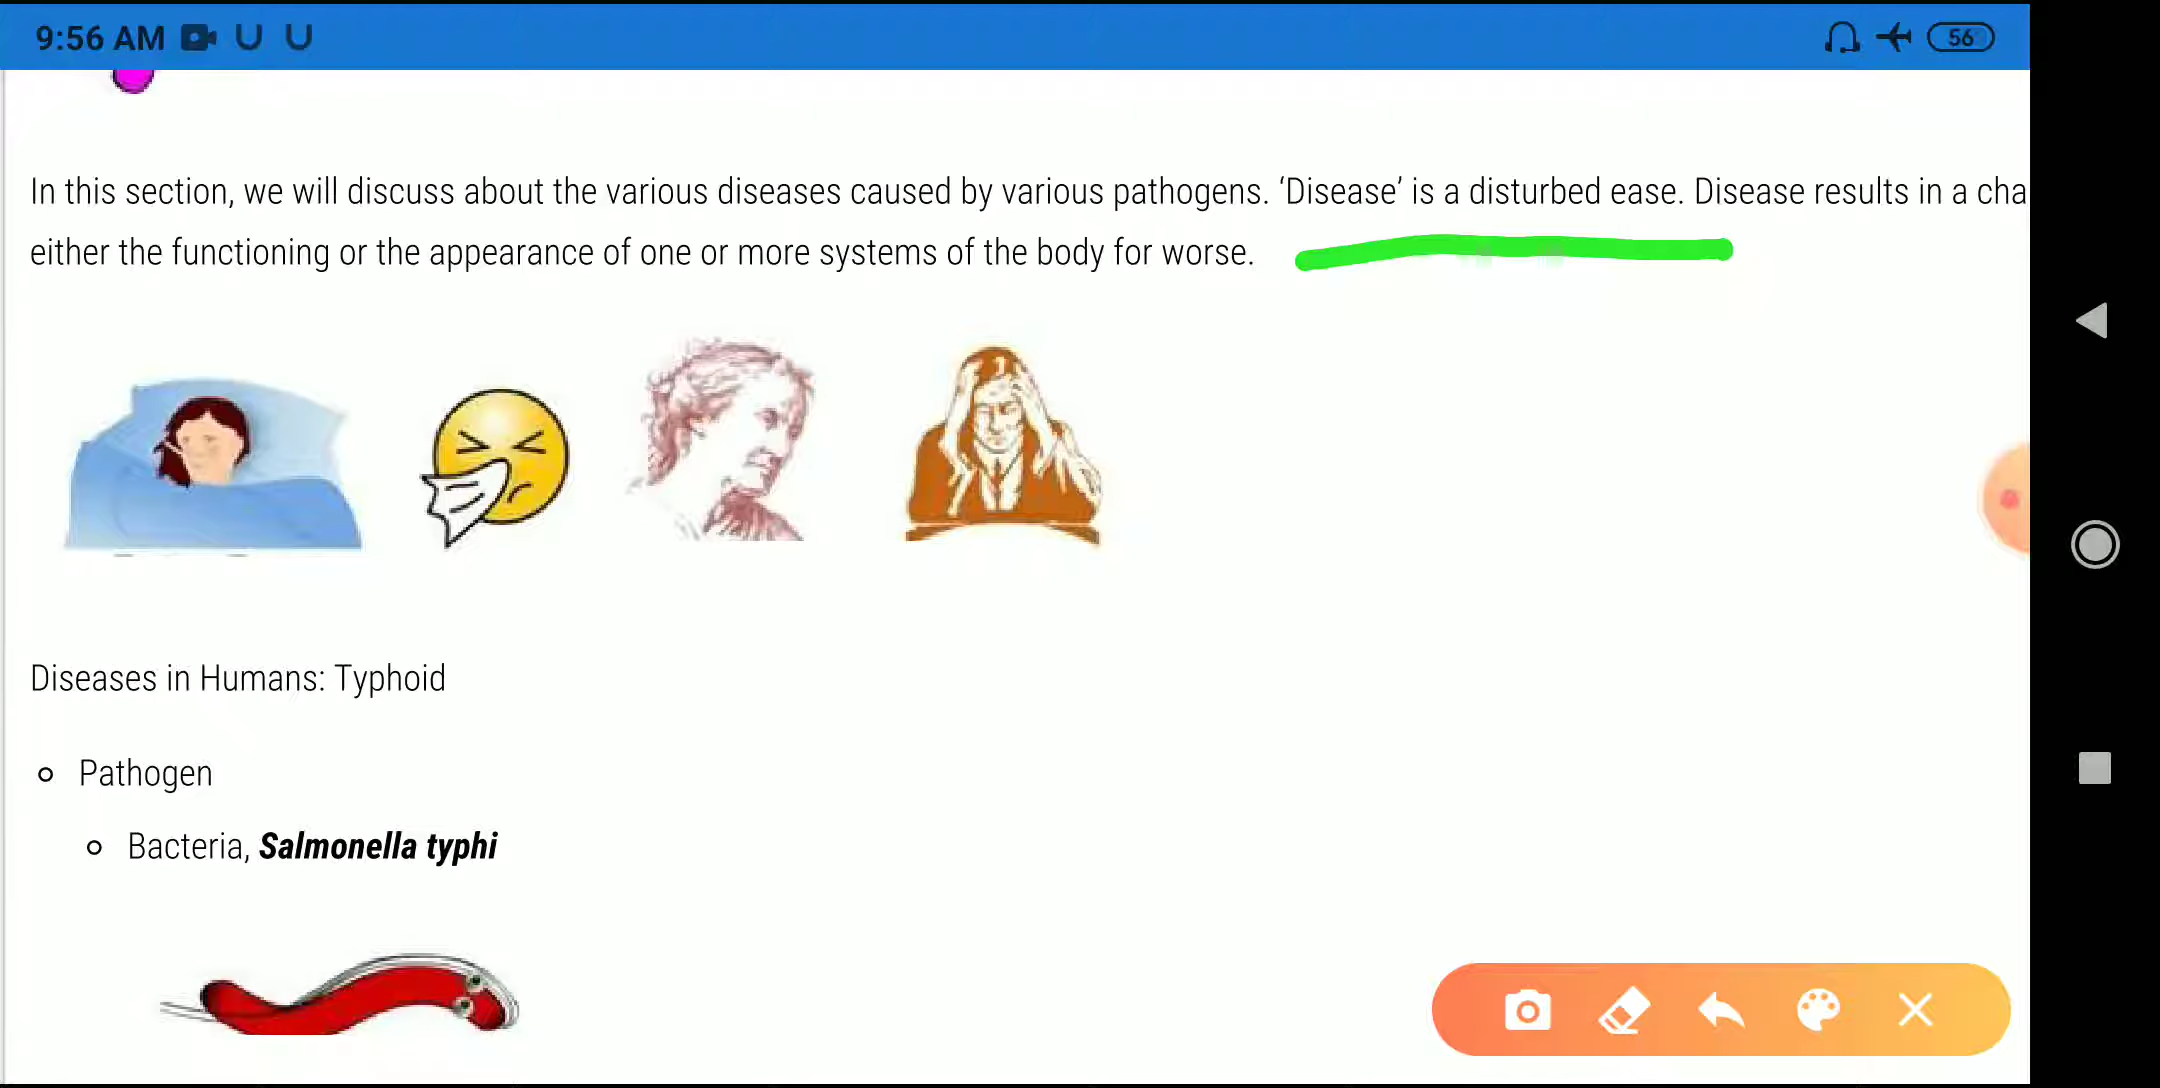 9:56 AM
56
In this section, we will discuss about the various diseases caused by various pathogens. ‘Disease’ is a disturbed ease. Disease results in a cha
either the functioning or the appearance of one or more systems of the body for worse.
Diseases in Humans: Typhoid
Pathogen
Bacteria, Salmonella typhi